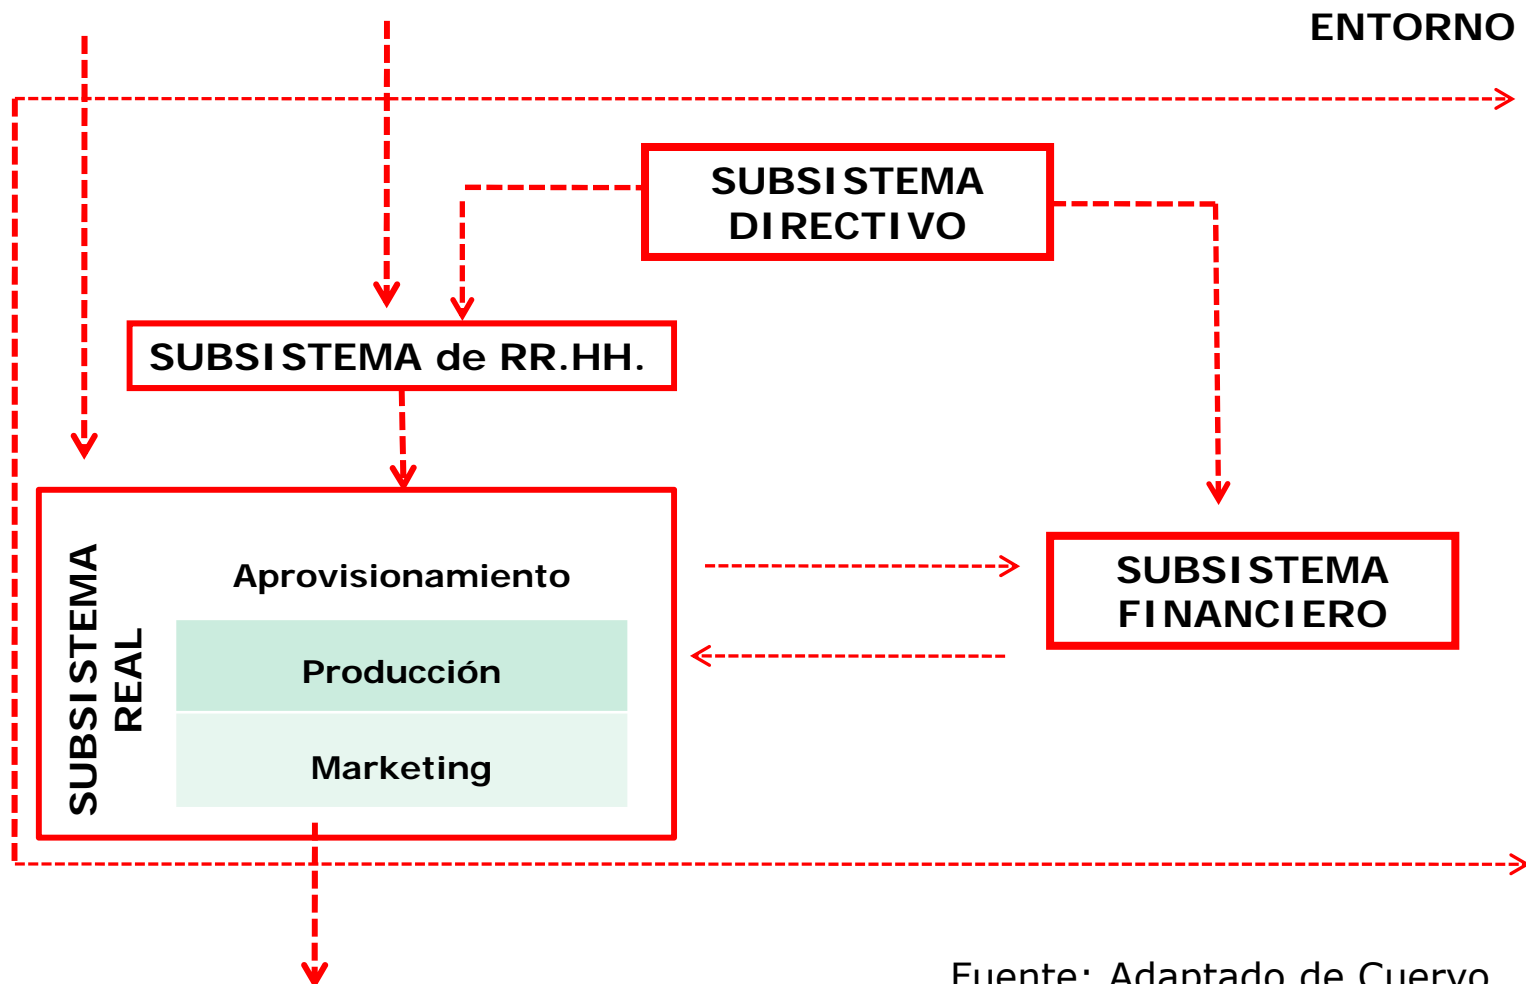 ENTORNO
SUBSISTEMA
DIRECTIVO
SUBSISTEMA de RR.HH.
SUBSISTEMA
REAL
Aprovisionamiento
Producción
Marketing
SUBSISTEMA
FINANCIERO
Fuente: Adaptado de Cuervo